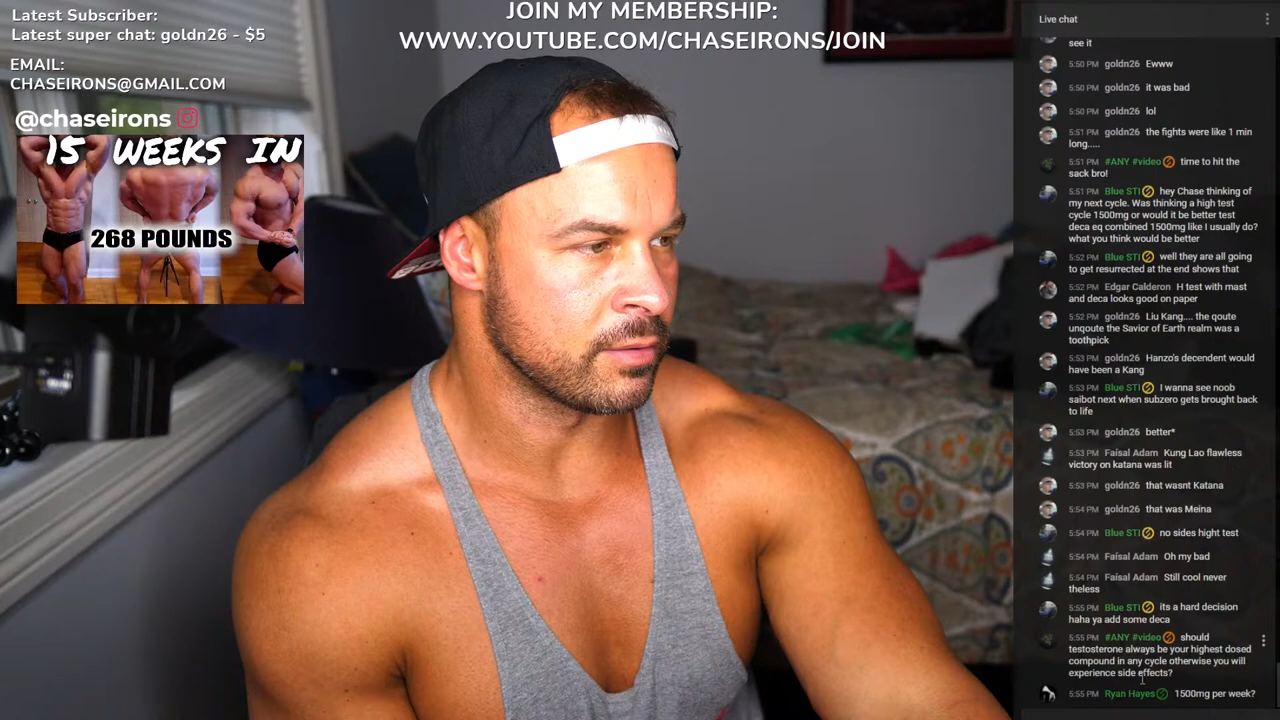 Latest Subscriber:
Latest super chat: goldn26 - $5
EMAIL:
CHASEIRONS@GMAIL.COM
@chaseirons
15 WEEKS IN
268 POUNDS
JOIN MY MEMBERSHIP:
WWW.YOUTUBE.COM/CHASEIRONS/JOIN
Live chat
see it
5:50 PM goldn26 Ewww
5:50 PM goldn26 it was bad
5:50 PM goldn26 lol
5:51 PM goldn26 the fights were like 1 min
long.....
5:51 PM #ANY #video time to hit the
sack bro!
5:51 PM Blue STI hey Chase thinking of
my next cycle. Was thinking a high test
cycle 1500mg or would it be better test
deca eq combined 1500mg like I usually do?
what you think would be better
5:52 PM Blue STI well they are all going
to get resurrected at the end shows that
5:52 PM Edgar Calderon H test with mast
and deca looks good on paper
5:52 PM goldn26 Liu Kang.... the qoute
unqoute the Savior of Earth realm was a
toothpick
5:53 PM goldn26 Hanzo's decendent would
have been a Kang
5:53 PM Blue STI I wanna see noob
saibot next when subzero gets brought back
to life
5:53 PM goldn26 better*
5:53 PM Faisal Adam Kung Lao flawless
victory on katana was lit
5:53 PM goldn26 that wasnt Katana
5:54 PM goldn26 that was Meina
5:54 PM Blue STI no sides hight test
5:54 PM Faisal Adam Oh my bad
5:54 PM Faisal Adam Still cool never
theless
5:55 PM Blue STI its a hard decision
haha ya add some deca
5:55 PM #ANY #video should
testosterone always be your highest dosed
compound in any cycle otherwise you will
experience side effects?
5:55 PM Ryan Hayes 1500mg per week?